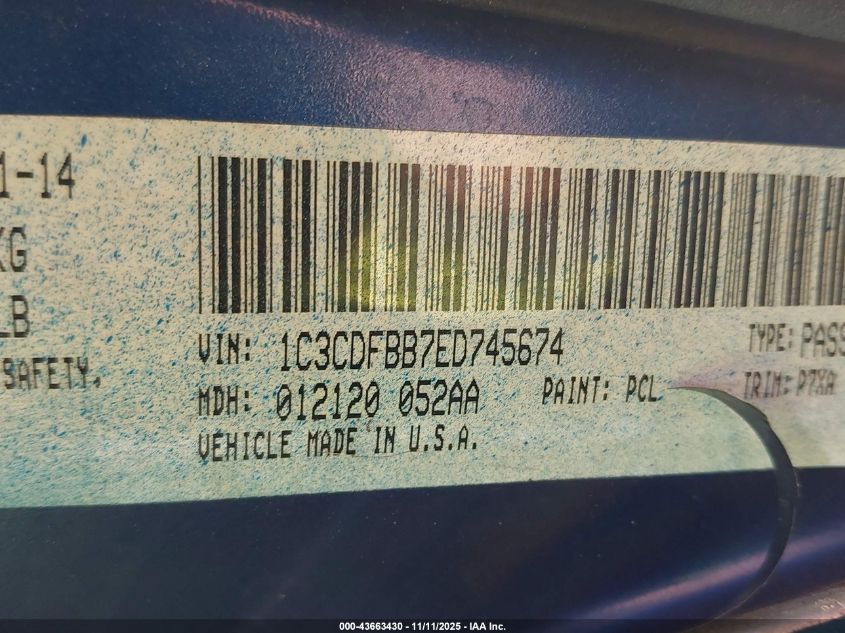 1-14
KG
LB
SAFETY.
VIN: 1C3CDFBB7ED745674
TYPE: PASS
MDH: 012120 052AA
PAINT: PCL
TRIM: P7XA
VEHICLE MADE IN U.S.A.
000-43663430 - 11/11/2025 - IAA Inc.